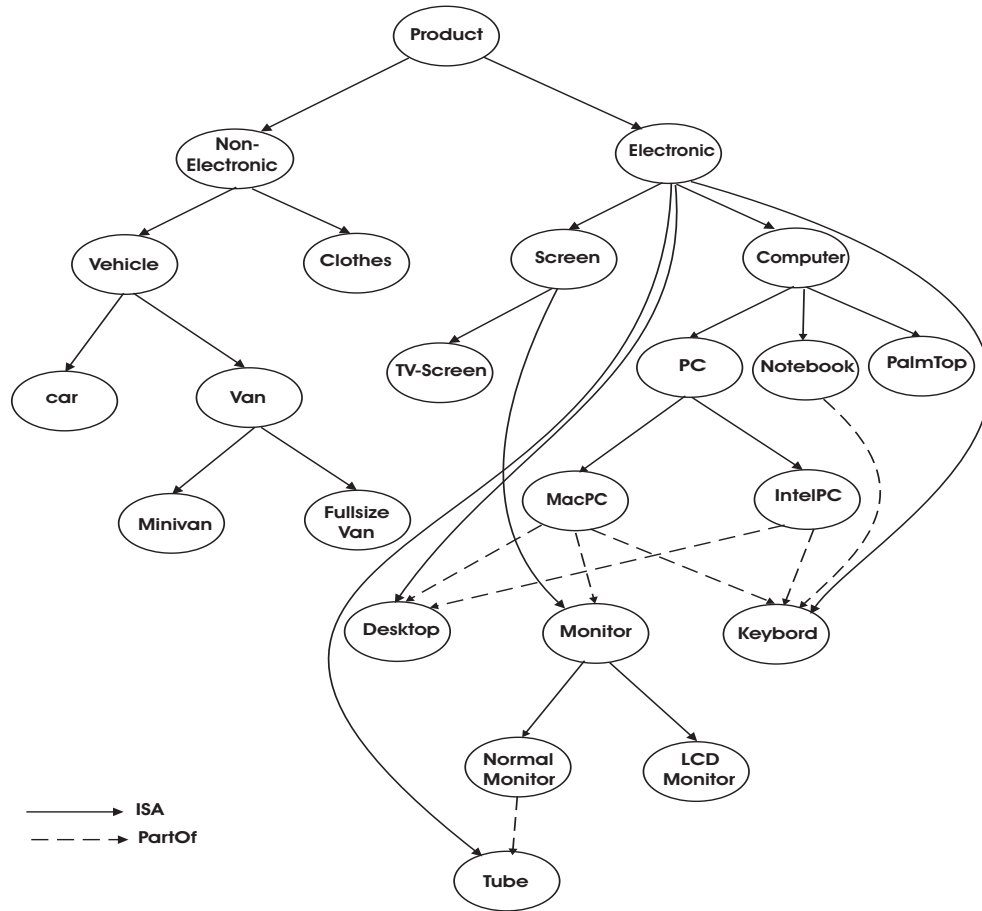 Product
Non-
Electronic
Electronic
Vehicle
Clothes
Screen
Computer
TV-Screen
PC
Notebook
PalmTop
car
Van
MacPC
IntelPC
Minivan
Fullsize
Van
Desktop
Monitor
Keybord
Normal
Monitor
LCD
Monitor
ISA
PartOf
Tube